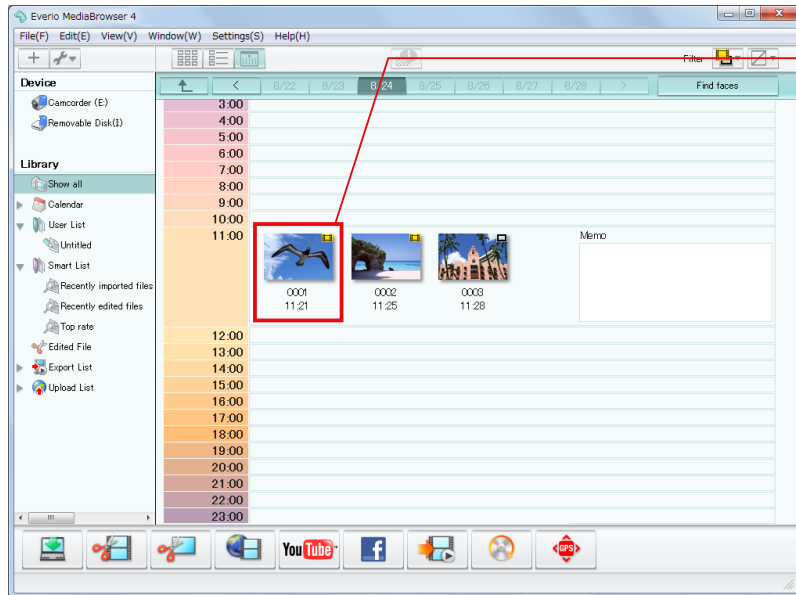 Everio MediaBrowser 4
File(F) Edit(E) View(V) Window(W) Settings(S) Help(H)
Filter
Device
8/22 8/23 8/24 8/25 8/26 8/27 8/28 Find faces
Camcorder (E:)
Removable Disk(I)
Library
Show all
Calendar
User List
Untitled
Smart List
Recently imported files
Recently edited files
Top rate
Edited File
Export List
Upload List
3:00
4:00
5:00
6:00
7:00
8:00
9:00
10:00
11:00 Memo
0001 0002 0003
11:21 11:25 11:28
12:00
13:00
14:00
15:00
16:00
17:00
18:00
19:00
20:00
21:00
22:00
23:00
YouTube f GPS